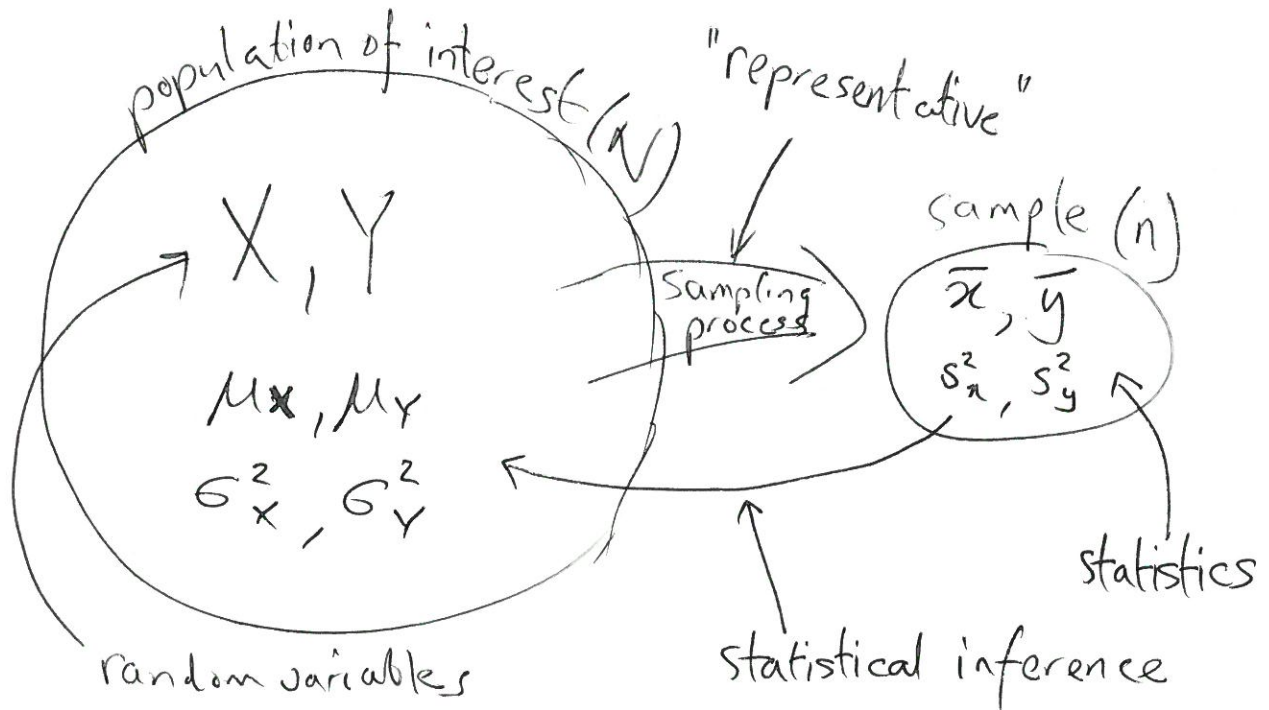 population of interest (N)
"representative"
sample (n)
X, Y
Sampling
process
x̄, ȳ
s²ₓ, s²y
μX, μY
σ²X, σ²Y
statistics
random variables
statistical inference